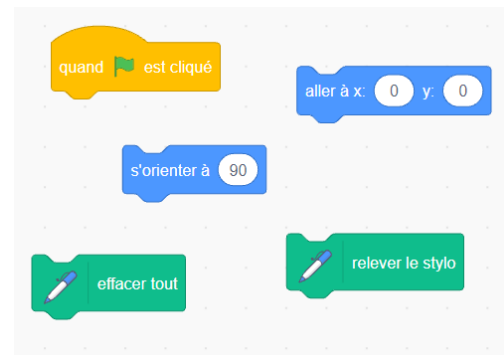 quand est cliqué
aller à x: 0 y: 0
s'orienter à 90
effacer tout
relever le stylo